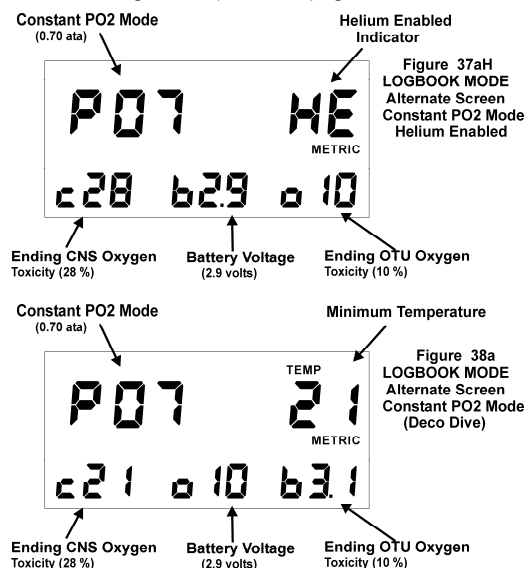 Constant PO2 Mode
(0.70 ata)
Helium Enabled
Indicator
P07 HE
METRIC
c28 b2.9 o10
Ending CNS Oxygen
Toxicity (28 %)
Battery Voltage
(2.9 volts)
Ending OTU Oxygen
Toxicity (10 %)
Figure 37aH
LOGBOOK MODE
Alternate Screen
Constant PO2 Mode
Helium Enabled
Constant PO2 Mode
(0.70 ata)
Minimum Temperature
TEMP
P07 21
METRIC
c21 o10 b3.1
Ending CNS Oxygen
Toxicity (28 %)
Battery Voltage
(2.9 volts)
Ending OTU Oxygen
Toxicity (10 %)
Figure 38a
LOGBOOK MODE
Alternate Screen
Constant PO2 Mode
(Deco Dive)